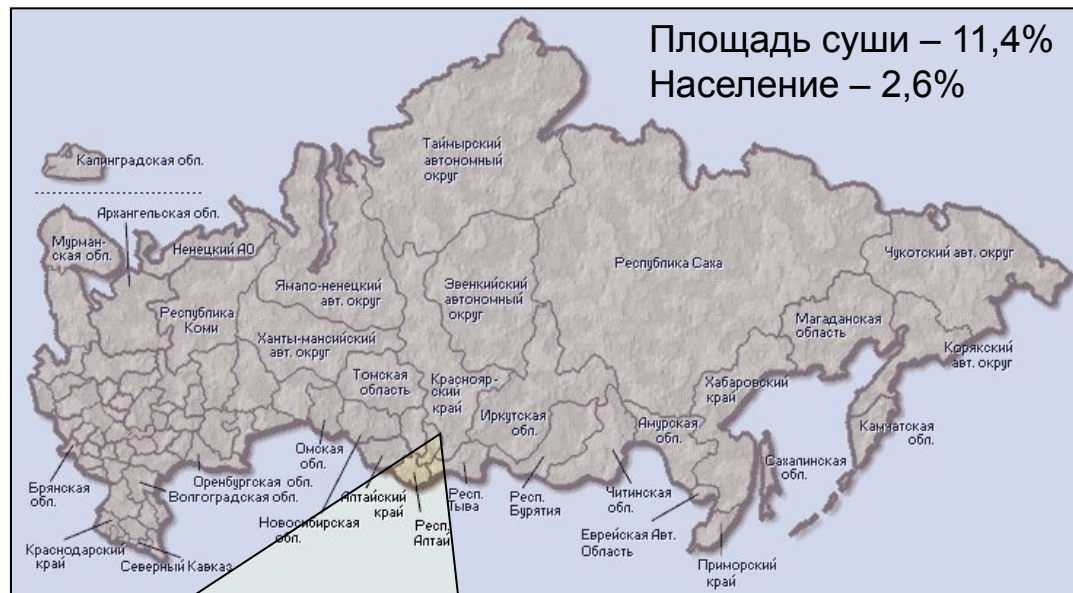 Площадь суши – 11,4%
Население – 2,6%
Таймырский
автономный
округ
Калининградская обл.
Архангельская обл.
Мурман-
ская обл.
Ненецкий АО
Чукотский авт. округ
Республика Саха
Ямало-ненецкий
авт. округ
Эвенкийский
автономный
округ
Республика
Коми
Магаданская
область
Ханты-мансийский
авт. округ
Корякский
авт. округ
Томская
область
Краснояр-
ский
край
Хабаровский
край
Иркутская
обл.
Амурская
обл.
Камчатская
обл.
Омская
обл.
Сахалинская
обл.
Оренбургская обл.
Брянская
обл.
Волгоградская обл.
Алтайский
край
Респ.
Тыва
Респ.
Бурятия
Читинская
обл.
Новосибирская
обл.
Респ.
Алтай
Еврейская Авт.
Область
Краснодарский
край
Северный Кавказ
Приморский
край